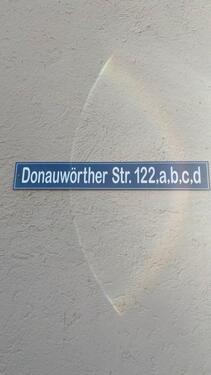 Donauwörther Str. 122,a,b,c,d